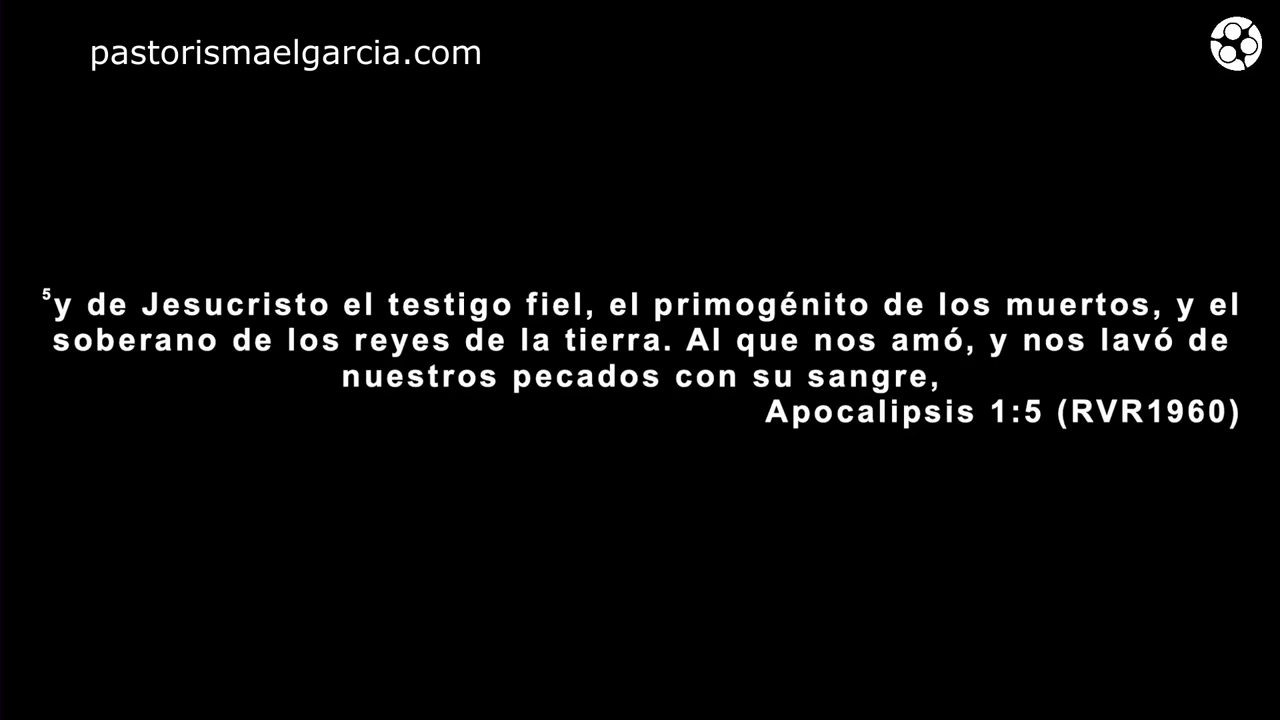 pastorismaelgarcia.com
⁵y de Jesucristo el testigo fiel, el primogénito de los muertos, y el
soberano de los reyes de la tierra. Al que nos amó, y nos lavó de
nuestros pecados con su sangre,
Apocalipsis 1:5 (RVR1960)